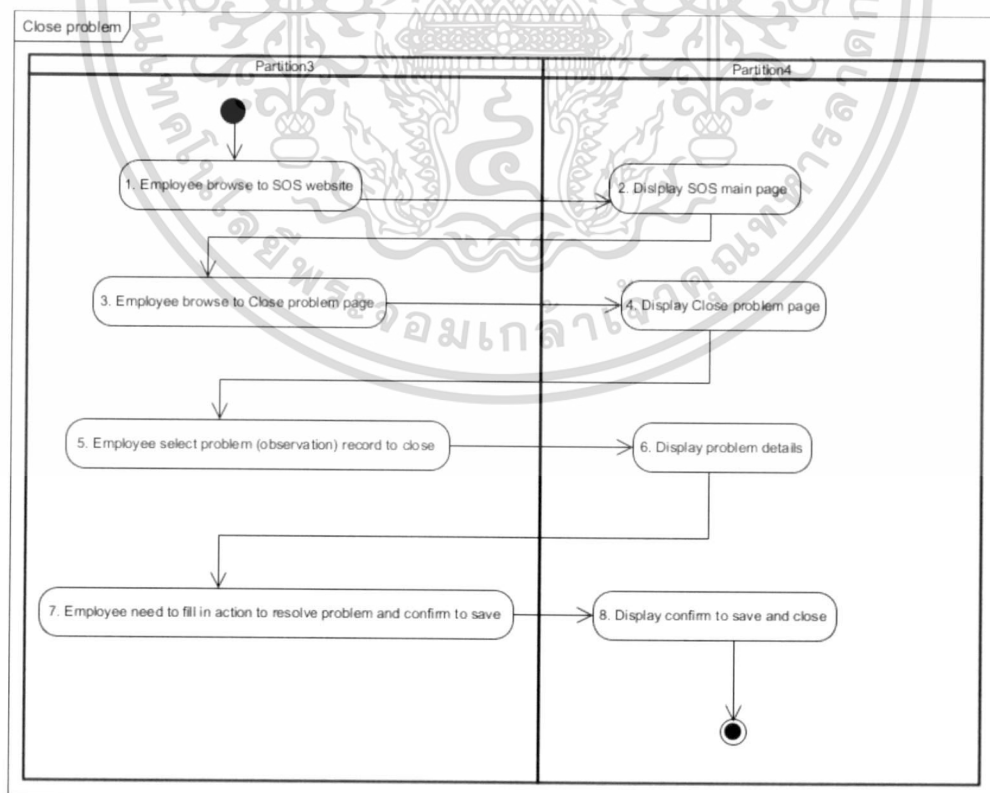 Close problem
Partition3
Partition4
1. Employee browse to SOS website
2. Dislplay SOS main page
3. Employee browse to Close problem page
4. Display Close problem page
5. Employee select problem (observation) record to close
6. Display problem details
7. Employee need to fill in action to resolve problem and confirm to save
8. Display confirm to save and close